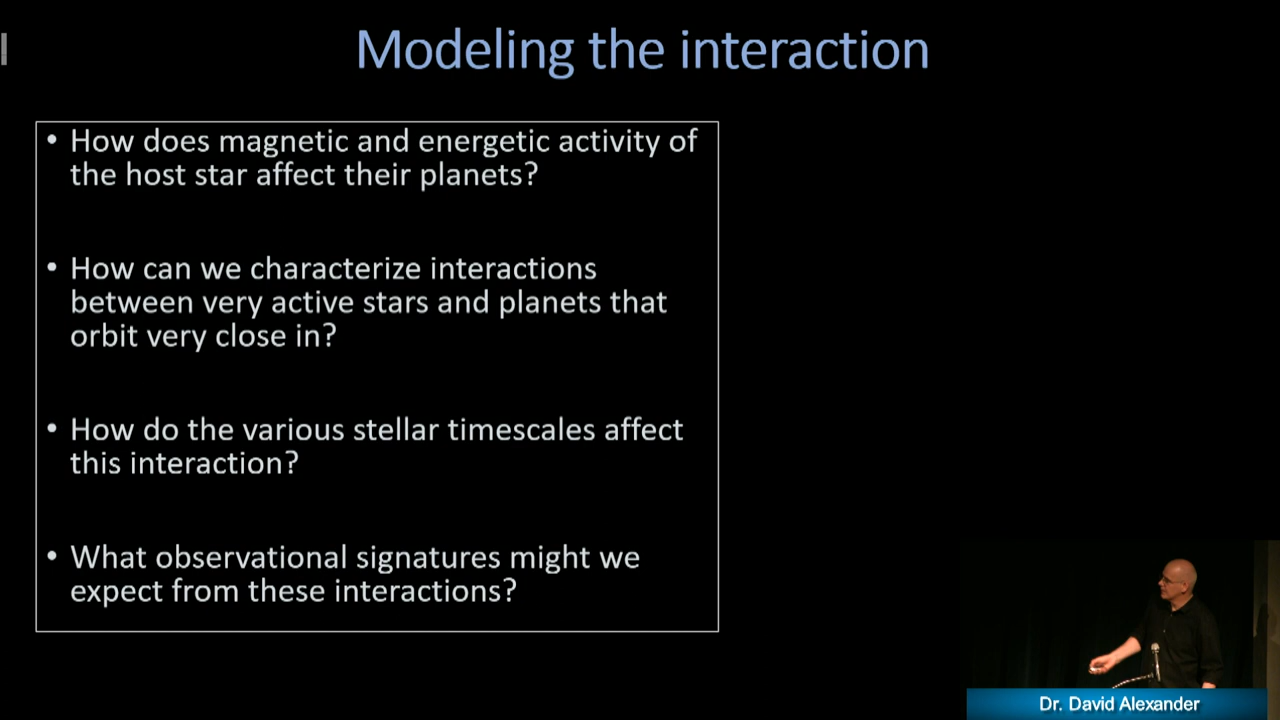 Modeling the interaction
• How does magnetic and energetic activity of
the host star affect their planets?
• How can we characterize interactions
between very active stars and planets that
orbit very close in?
• How do the various stellar timescales affect
this interaction?
• What observational signatures might we
expect from these interactions?
Dr. David Alexander